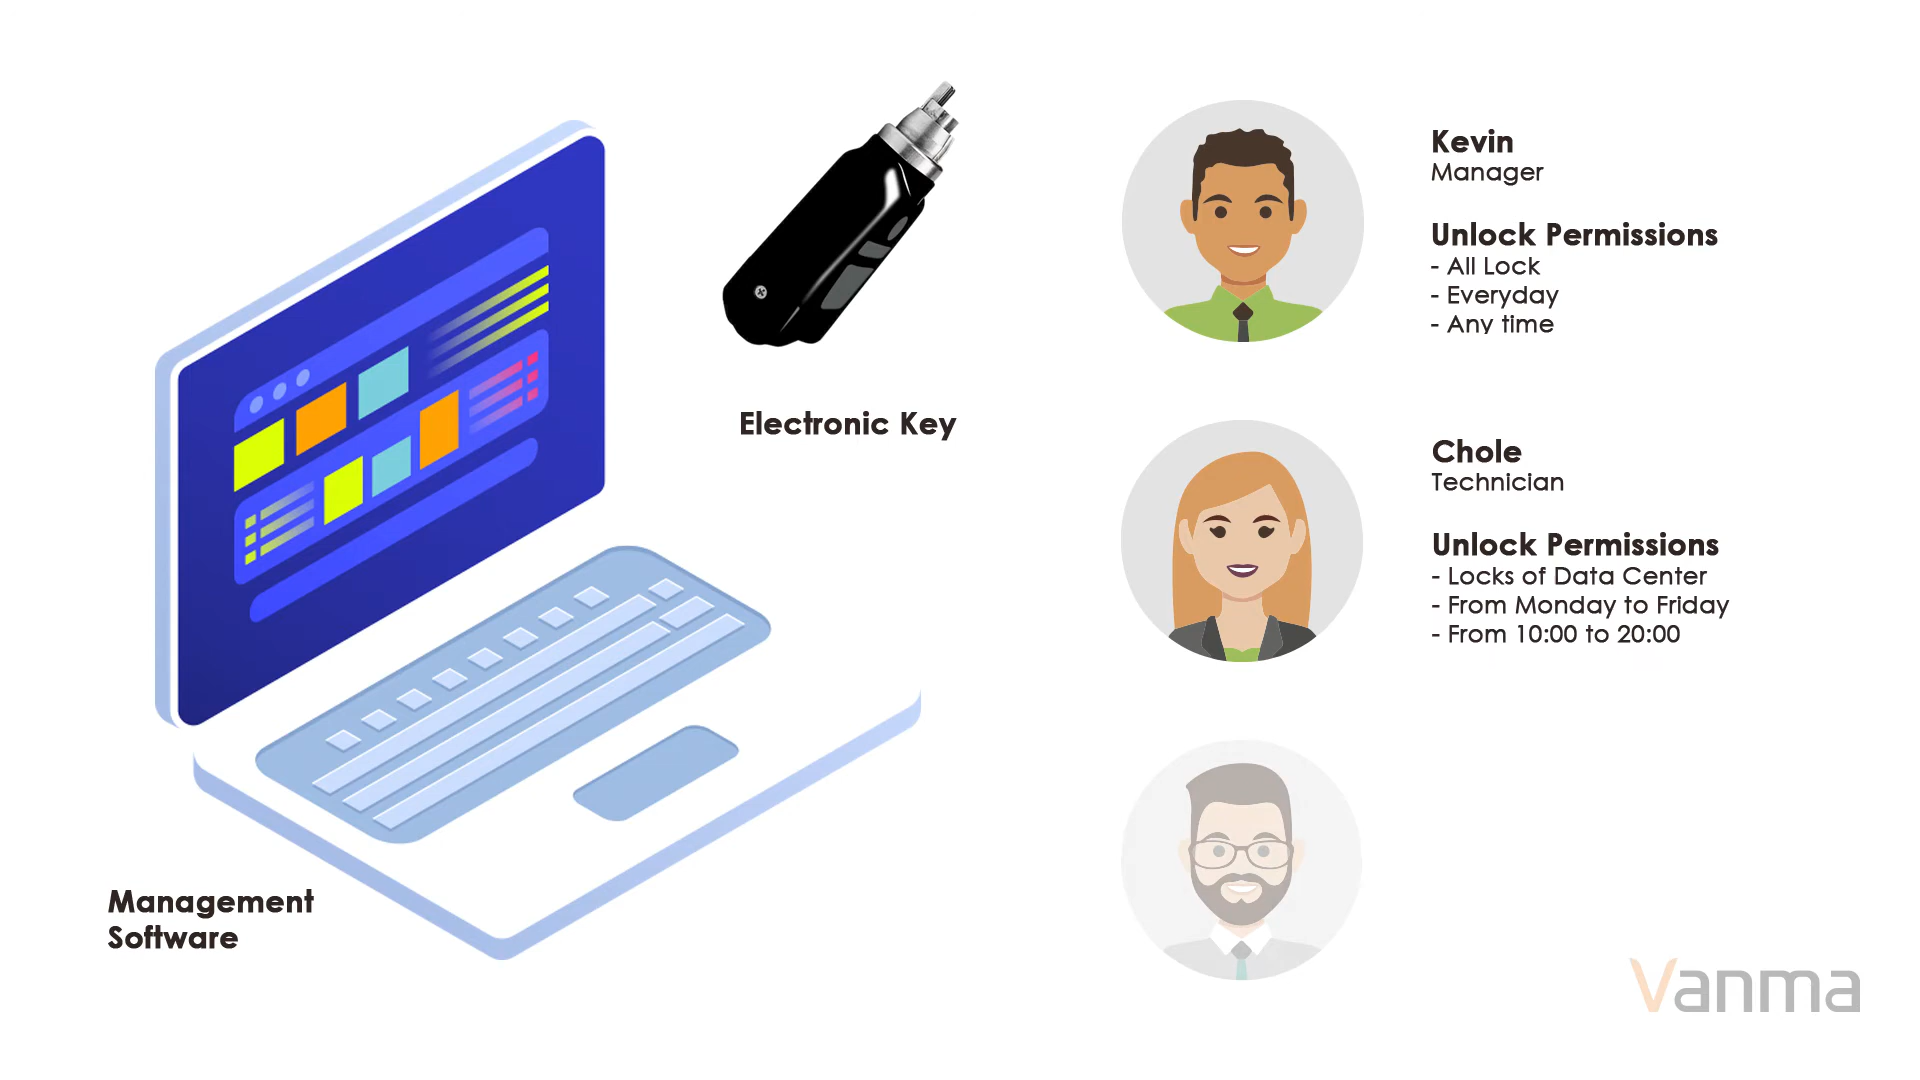 Electronic Key
Management
Software
Kevin
Manager
Unlock Permissions
- All Lock
- Everyday
- Any time
Chole
Technician
Unlock Permissions
- Locks of Data Center
- From Monday to Friday
- From 10:00 to 20:00
Vanma